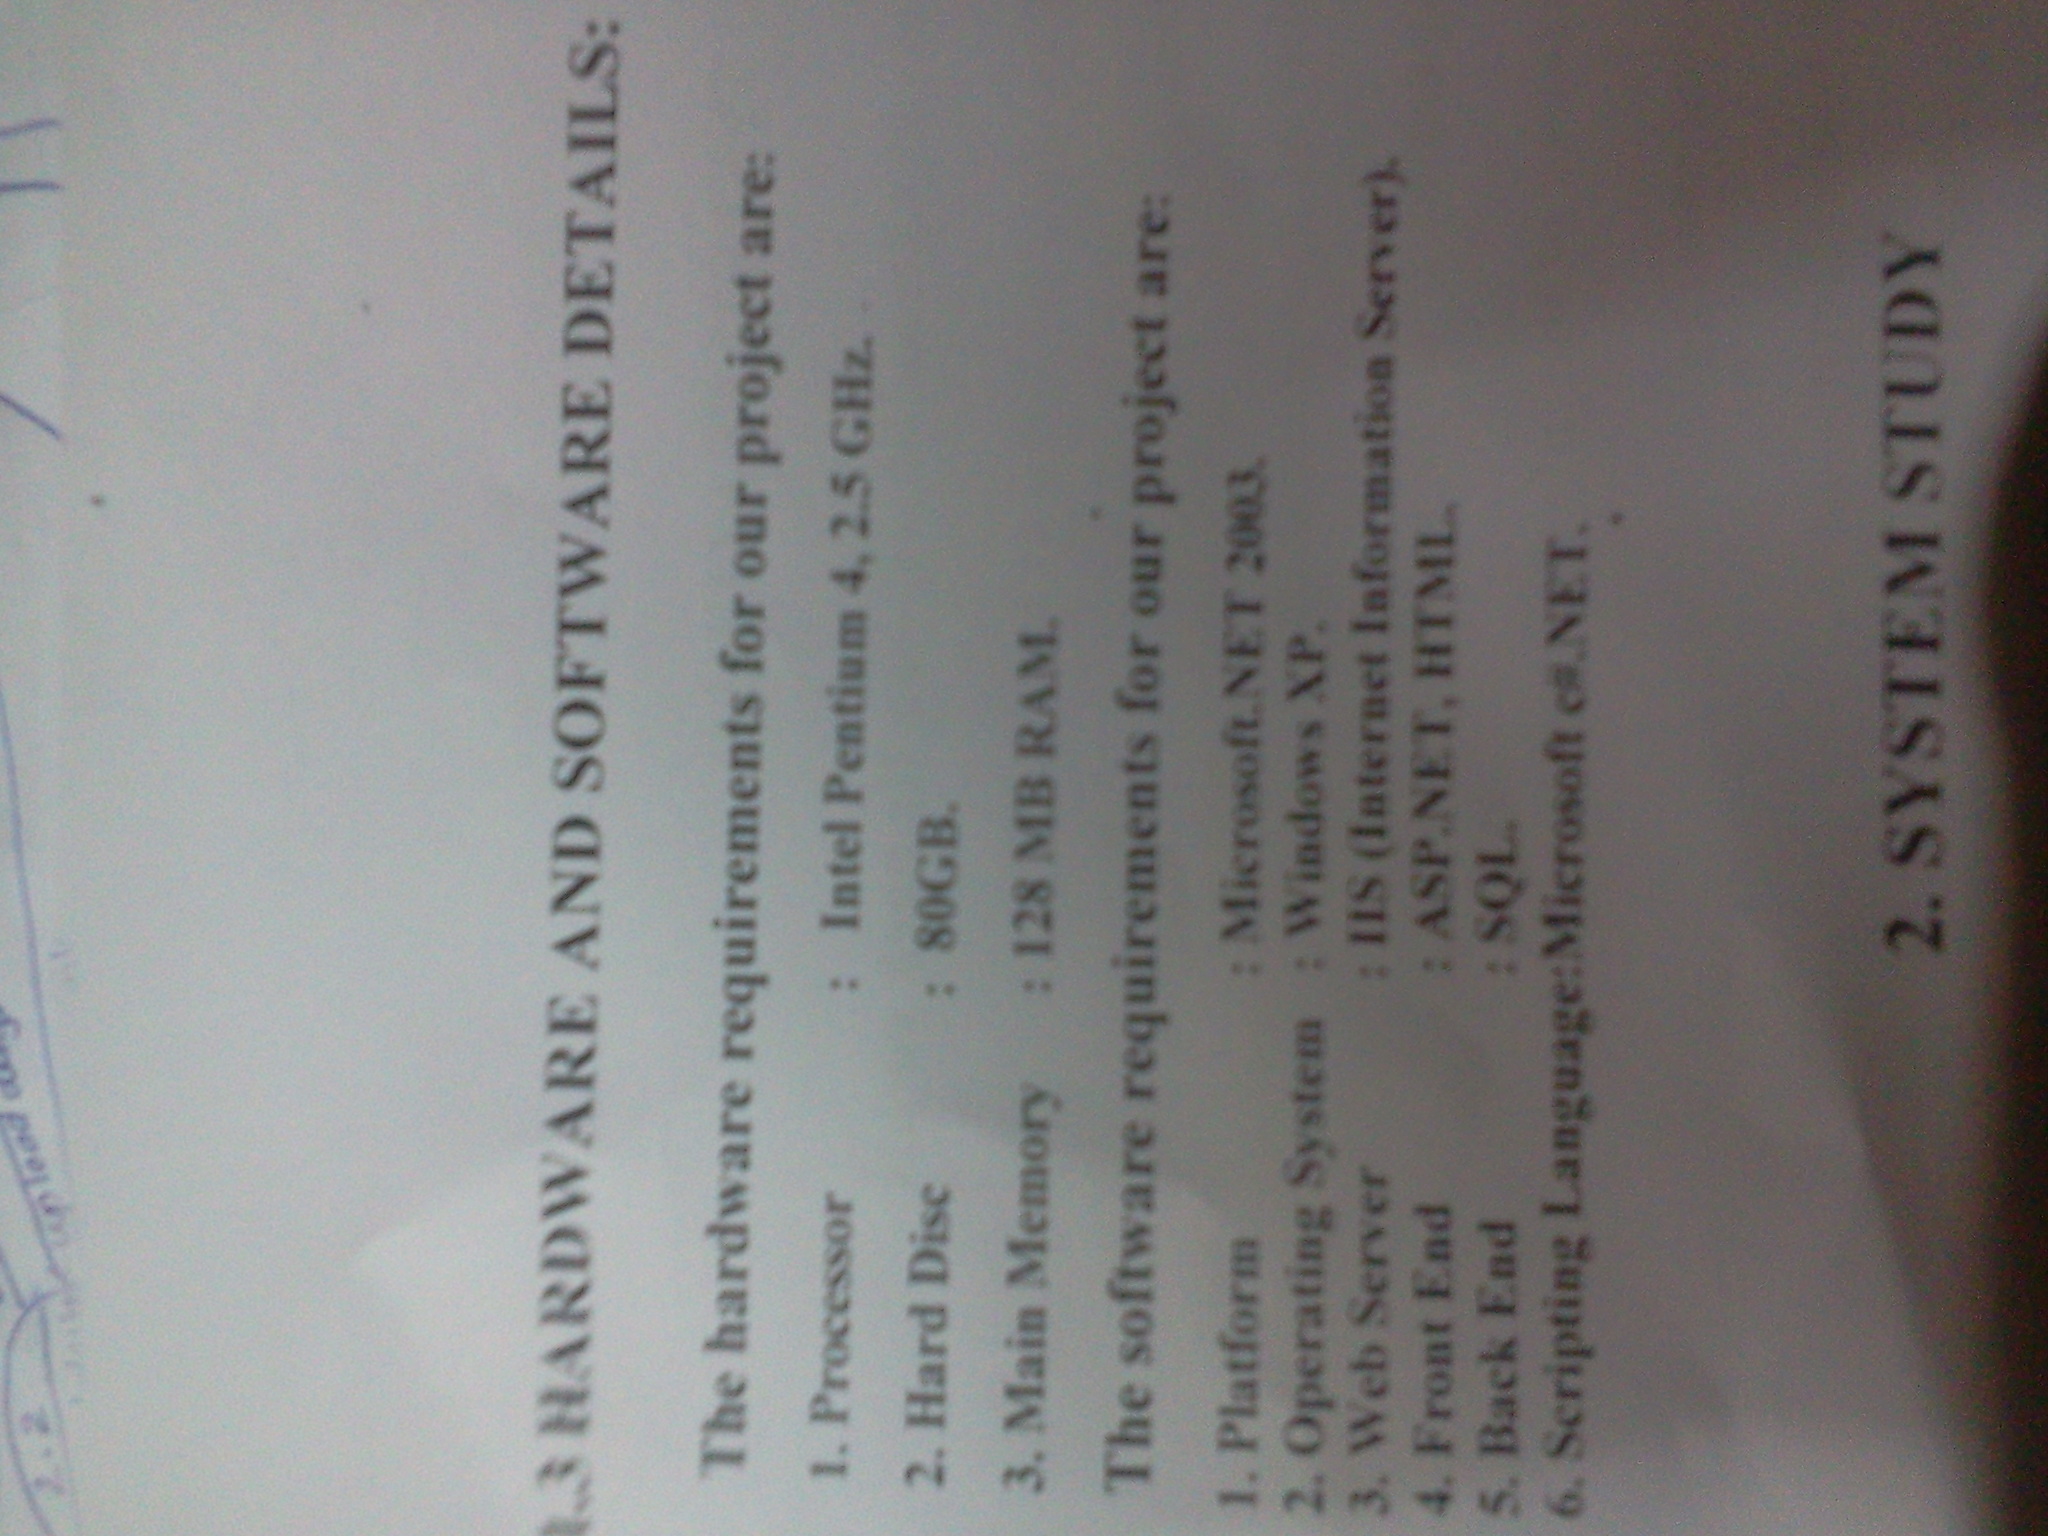 2.2
1.3 HARDWARE AND SOFTWARE DETAILS:
The hardware requirements for our project are:
1. Processor : Intel Pentium 4, 2.5 GHz.
2. Hard Disc : 80GB.
3. Main Memory : 128 MB RAM.
The software requirements for our project are:
1. Platform : Microsoft.NET 2003.
2. Operating System : Windows XP.
3. Web Server : IIS (Internet Information Server).
4. Front End : ASP.NET, HTML.
5. Back End : SQL.
6. Scripting Language:Microsoft c#.NET.
2. SYSTEM STUDY